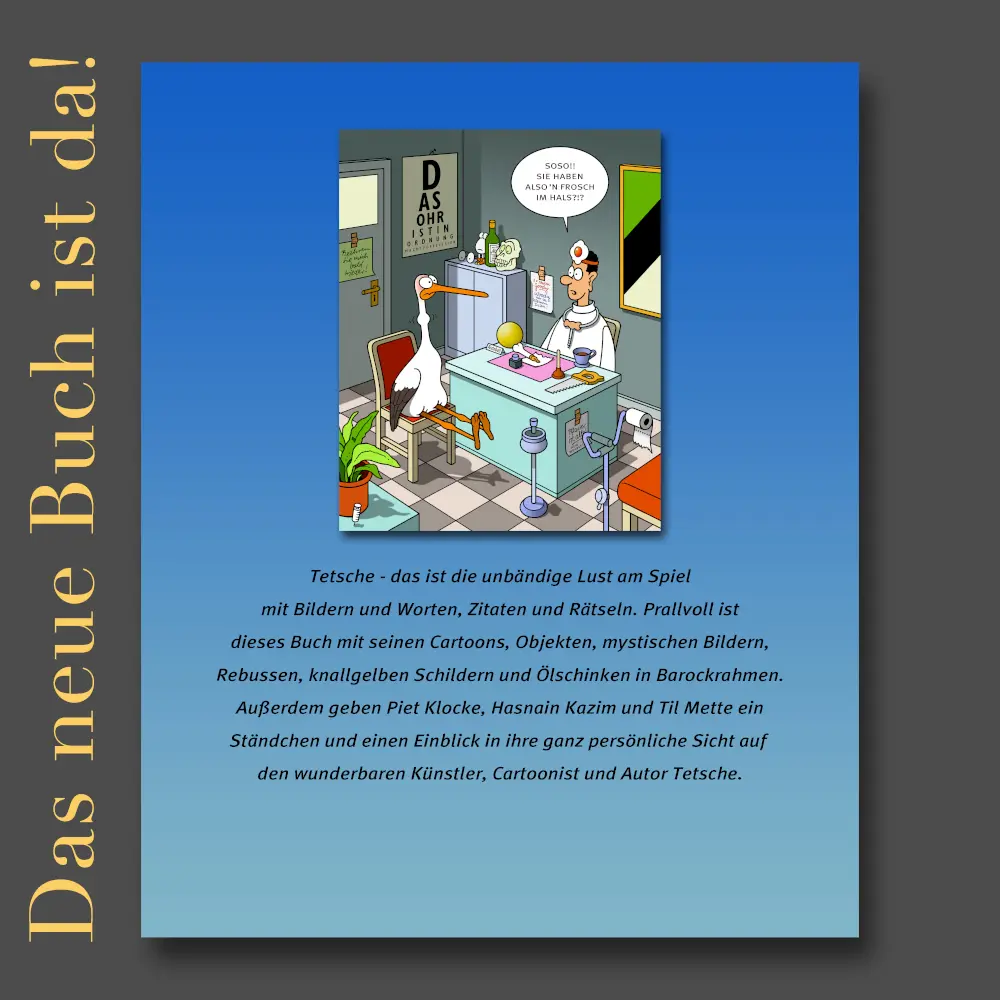 Das neue Buch ist da!
DAS
OHR
ISTIN
ORDNUNG
SOSO!!
SIE HABEN
ALSO 'N FROSCH
IM HALS?!?
Tetsche - das ist die unbändige Lust am Spiel
mit Bildern und Worten, Zitaten und Rätseln. Prallvoll ist
dieses Buch mit seinen Cartoons, Objekten, mystischen Bildern,
Rebussen, knallgelben Schildern und Ölschinken in Barockrahmen.
Außerdem geben Piet Klocke, Hasnain Kazim und Til Mette ein
Ständchen und einen Einblick in ihre ganz persönliche Sicht auf
den wunderbaren Künstler, Cartoonist und Autor Tetsche.